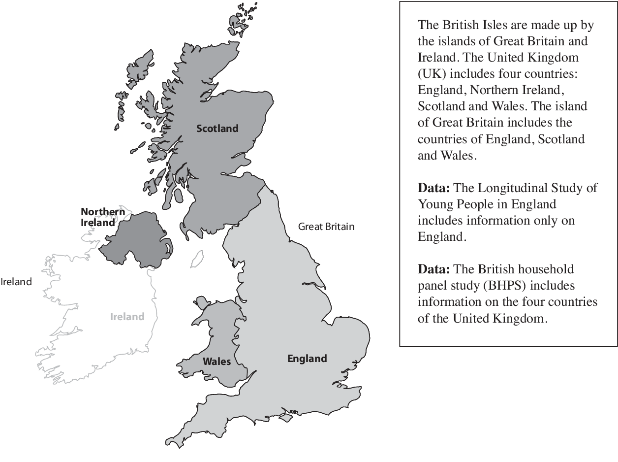 Scotland
Northern
Ireland
Great Britain
Ireland
Ireland
Wales
England
The British Isles are made up by
the islands of Great Britain and
Ireland. The United Kingdom
(UK) includes four countries:
England, Northern Ireland,
Scotland and Wales. The island
of Great Britain includes the
countries of England, Scotland
and Wales.
Data: The Longitudinal Study of
Young People in England
includes information only on
England.
Data: The British household
panel study (BHPS) includes
information on the four countries
of the United Kingdom.